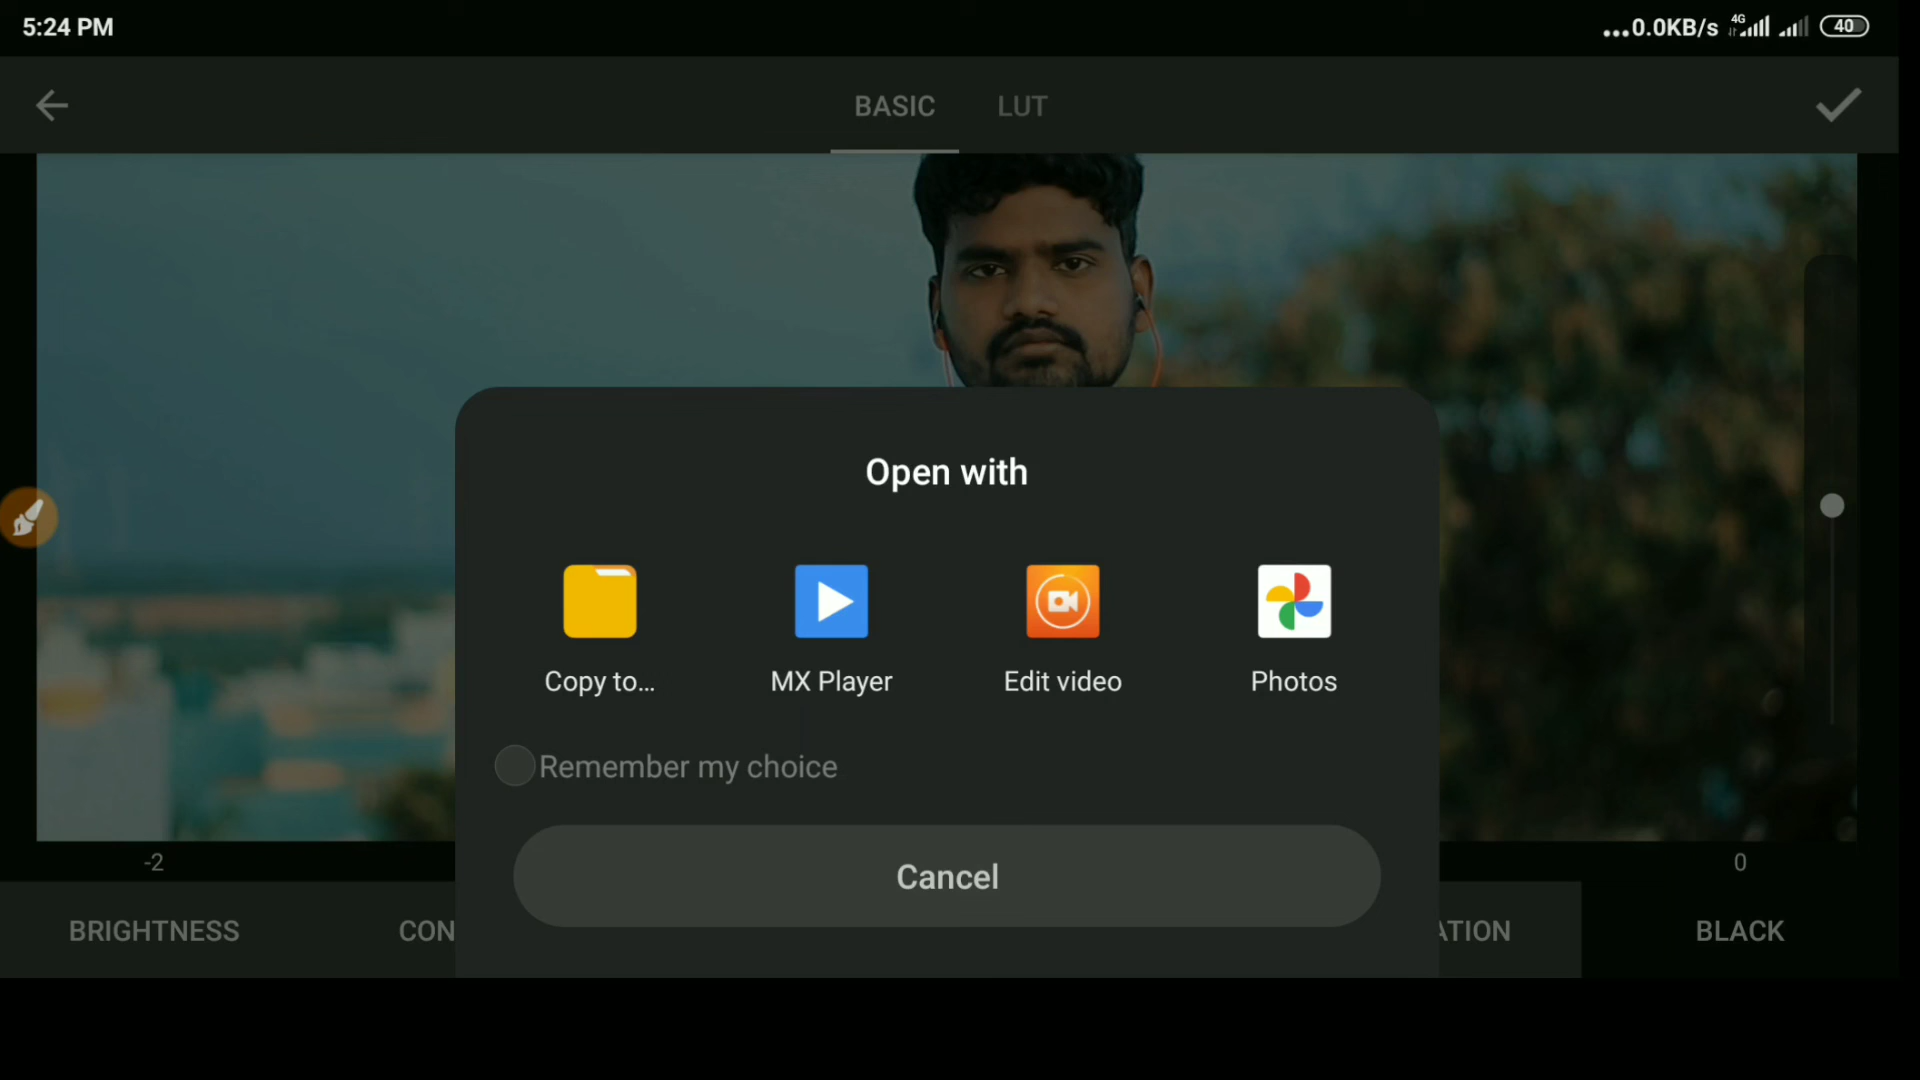 5:24 PM
...0.0KB/s 4G 40
BASIC LUT
Open with
Copy to... MX Player Edit video Photos
Remember my choice
Cancel
-2 0
BRIGHTNESS CON ATION BLACK